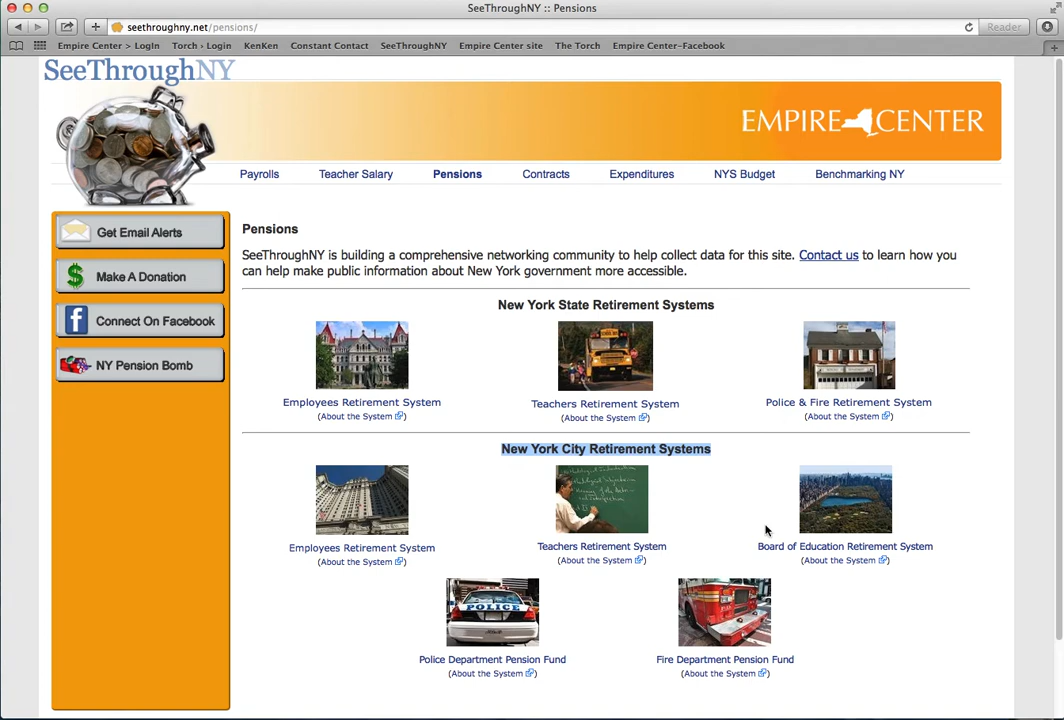 SeeThroughNY :: Pensions
seethroughny.net/pensions/
Reader
Empire Center > Login Torch › Login KenKen Constant Contact SeeThroughNY Empire Center site The Torch Empire Center-Facebook
SeeThroughNY
EMPIRE CENTER
Payrolls Teacher Salary Pensions Contracts Expenditures NYS Budget Benchmarking NY
Get Email Alerts
Make A Donation
Connect On Facebook
NY Pension Bomb
Pensions
SeeThroughNY is building a comprehensive networking community to help collect data for this site. Contact us to learn how you
can help make public information about New York government more accessible.
New York State Retirement Systems
Employees Retirement System Teachers Retirement System Police & Fire Retirement System
(About the System) (About the System) (About the System)
New York City Retirement Systems
Employees Retirement System Teachers Retirement System Board of Education Retirement System
(About the System) (About the System) (About the System)
POLICE
Police Department Pension Fund Fire Department Pension Fund
(About the System) (About the System)